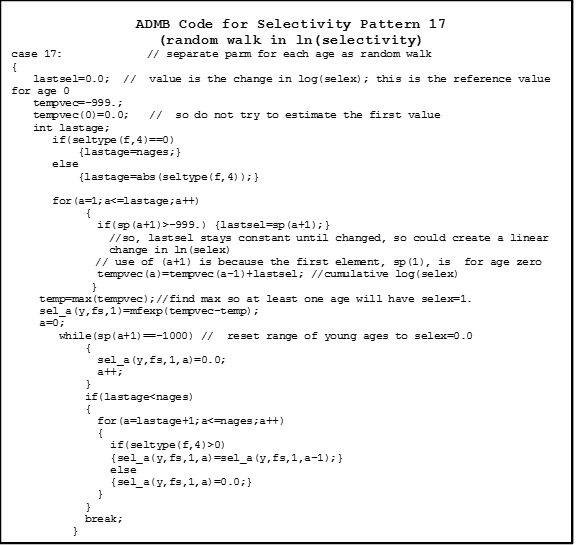 ADMB Code for Selectivity Pattern 17
(random walk in ln(selectivity)
case 17: // separate parm for each age as random walk
{
lastsel=0.0; // value is the change in log(selex); this is the reference value
for age 0
tempvec=-999.;
tempvec(0)=0.0; // so do not try to estimate the first value
int lastage;
if(seltype(f,4)==0)
{lastage=nages;}
else
{lastage=abs(seltype(f,4));}
for(a=1;a<=lastage;a++)
{
if(sp(a+1)>-999.) {lastsel=sp(a+1);}
//so, lastsel stays constant until changed, so could create a linear
change in ln(selex)
// use of (a+1) is because the first element, sp(1), is for age zero
tempvec(a)=tempvec(a-1)+lastsel; //cumulative log(selex)
}
temp=max(tempvec);//find max so at least one age will have selex=1.
sel_a(y,fs,1)=mfexp(tempvec-temp);
a=0;
while(sp(a+1)==-1000) // reset range of young ages to selex=0.0
{
sel_a(y,fs,1,a)=0.0;
a++;
}
if(lastage<nages)
{
for(a=lastage+1;a<=nages;a++)
{
if(seltype(f,4)>0)
{sel_a(y,fs,1,a)=sel_a(y,fs,1,a-1);}
else
{sel_a(y,fs,1,a)=0.0;}
}
}
break;
}